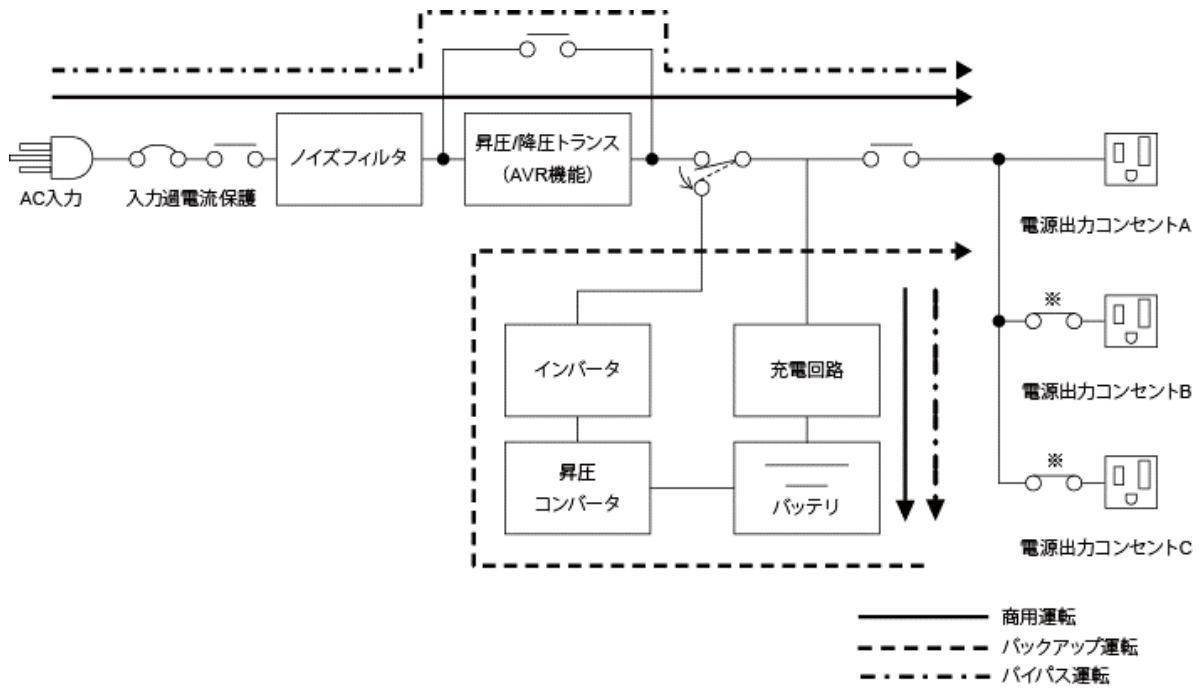 ノイズフィルタ
昇圧/降圧トランス
(AVR機能)
AC入力
入力過電流保護
電源出力コンセントA
インバータ
充電回路
※
電源出力コンセントB
昇圧
コンバータ
バッテリ
※
電源出力コンセントC
商用運転
バックアップ運転
バイパス運転